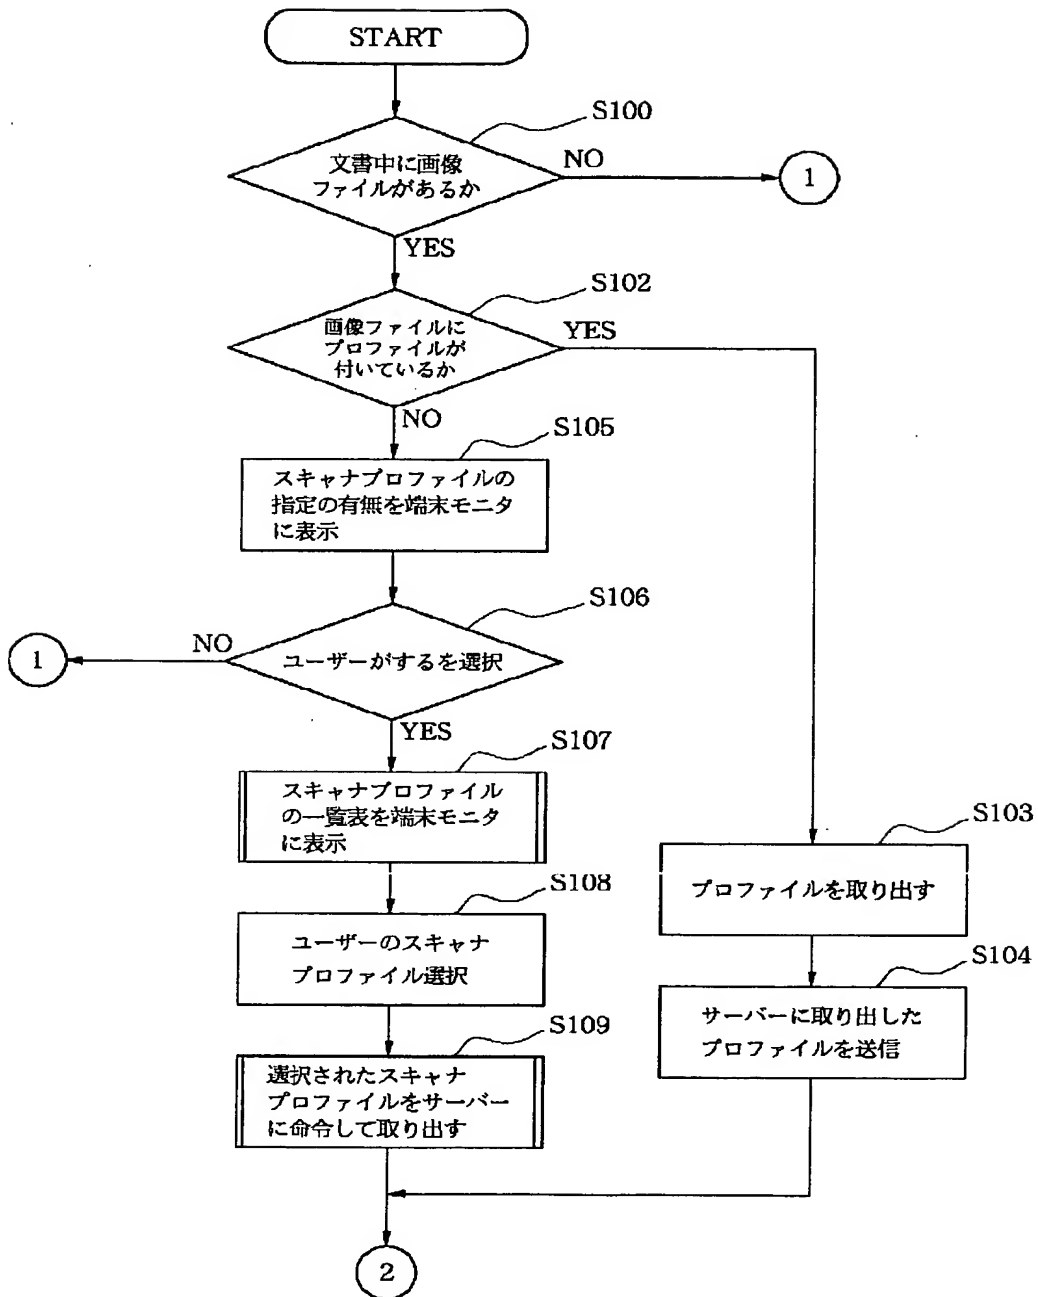 START
S100
文書中に画像
ファイルがあるか
NO
1
YES
S102
画像ファイルに
プロファイルが
付いているか
YES
NO
S105
スキャナプロファイルの
指定の有無を端末モニタ
に表示
S106
ユーザーがするを選択
NO
1
YES
S107
スキャナプロファイル
の一覧表を端末モニタ
に表示
S103
プロファイルを取り出す
S108
ユーザーのスキャナ
プロファイル選択
S104
サーバーに取り出した
プロファイルを送信
S109
選択されたスキャナ
プロファイルをサーバー
に命令して取り出す
2